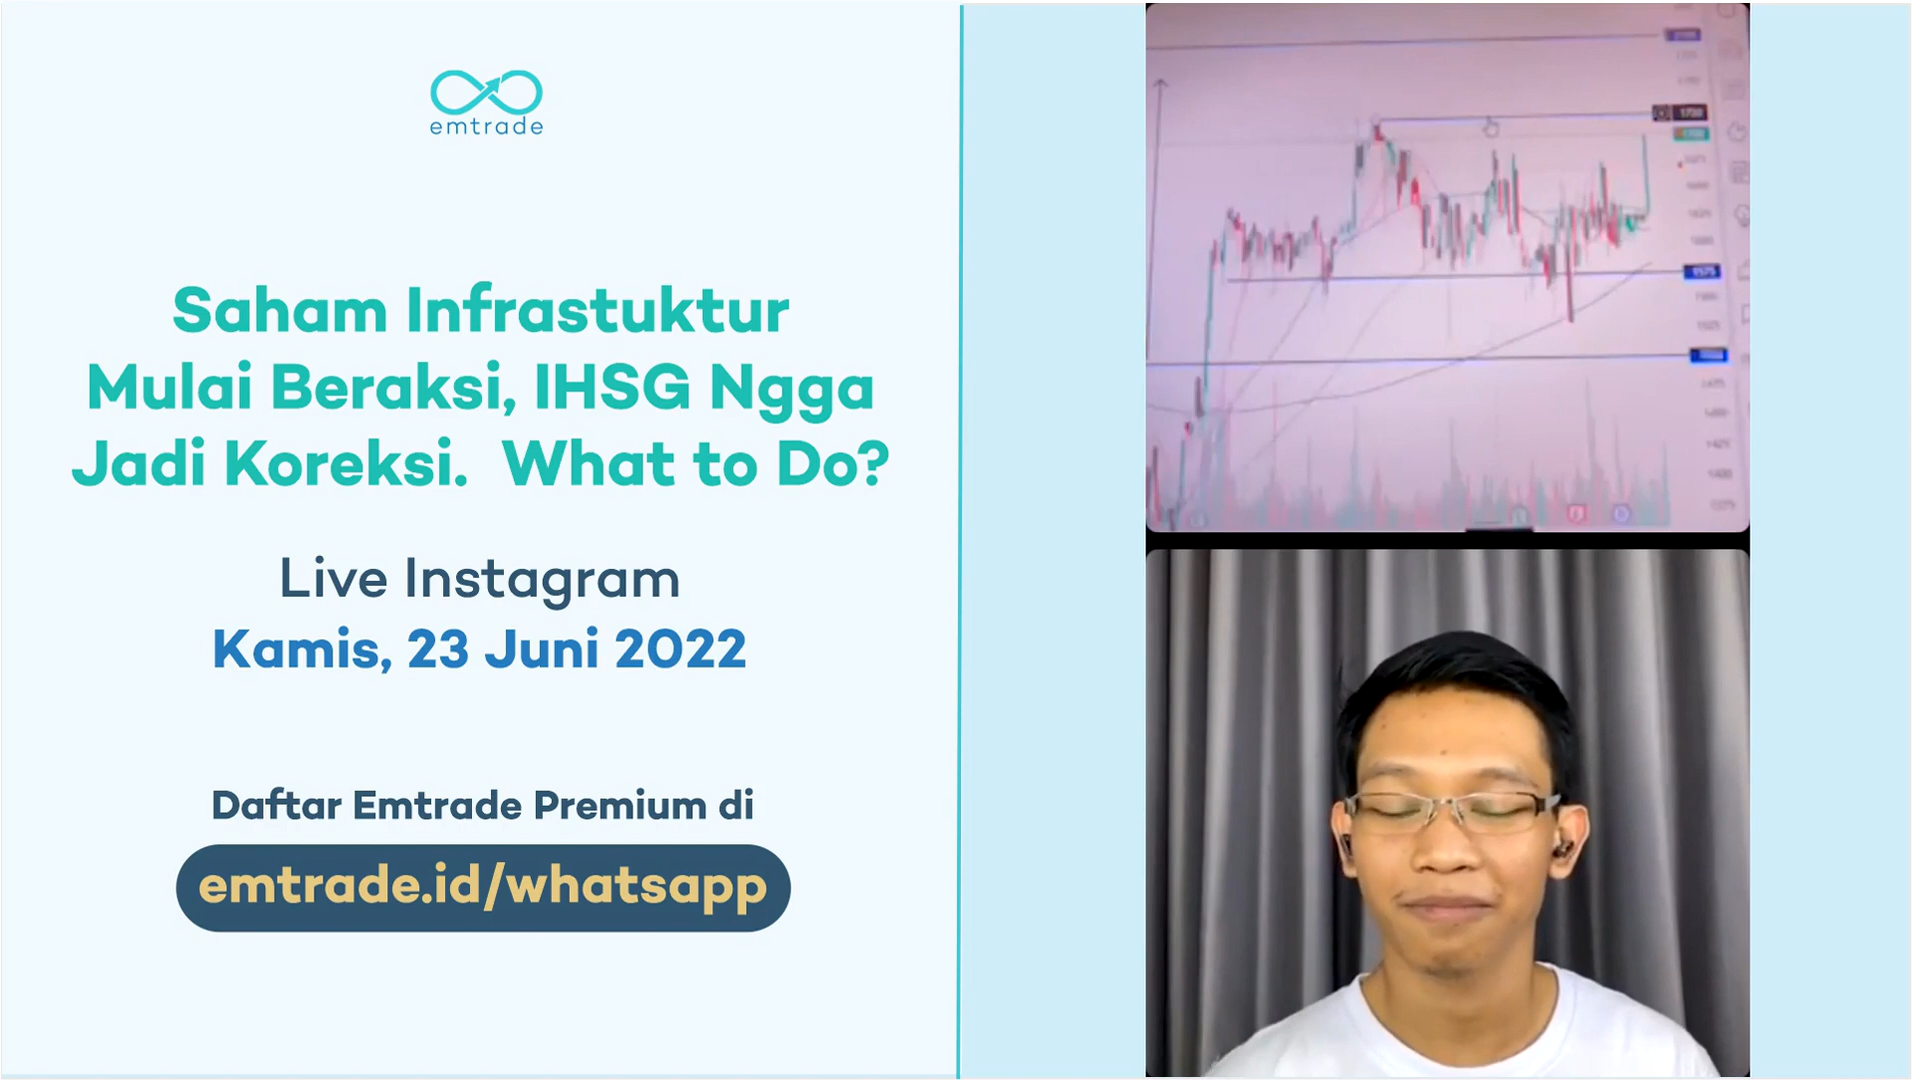 emtrade
Saham Infrastuktur
Mulai Beraksi, IHSG Ngga
Jadi Koreksi.  What to Do?
Live Instagram
Kamis, 23 Juni 2022
Daftar Emtrade Premium di
emtrade.id/whatsapp
1575